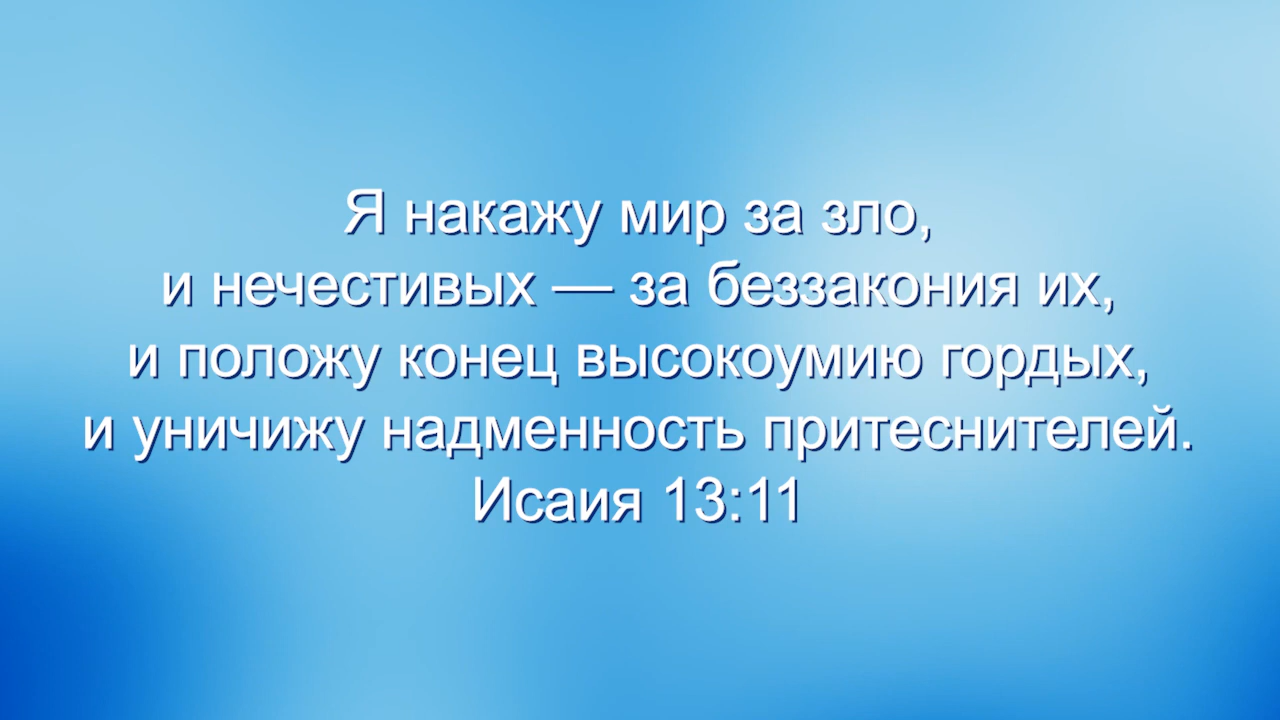 Я накажу мир за зло,
и нечестивых — за беззакония их,
и положу конец высокоумию гордых,
и уничижу надменность притеснителей.
Исаия 13:11